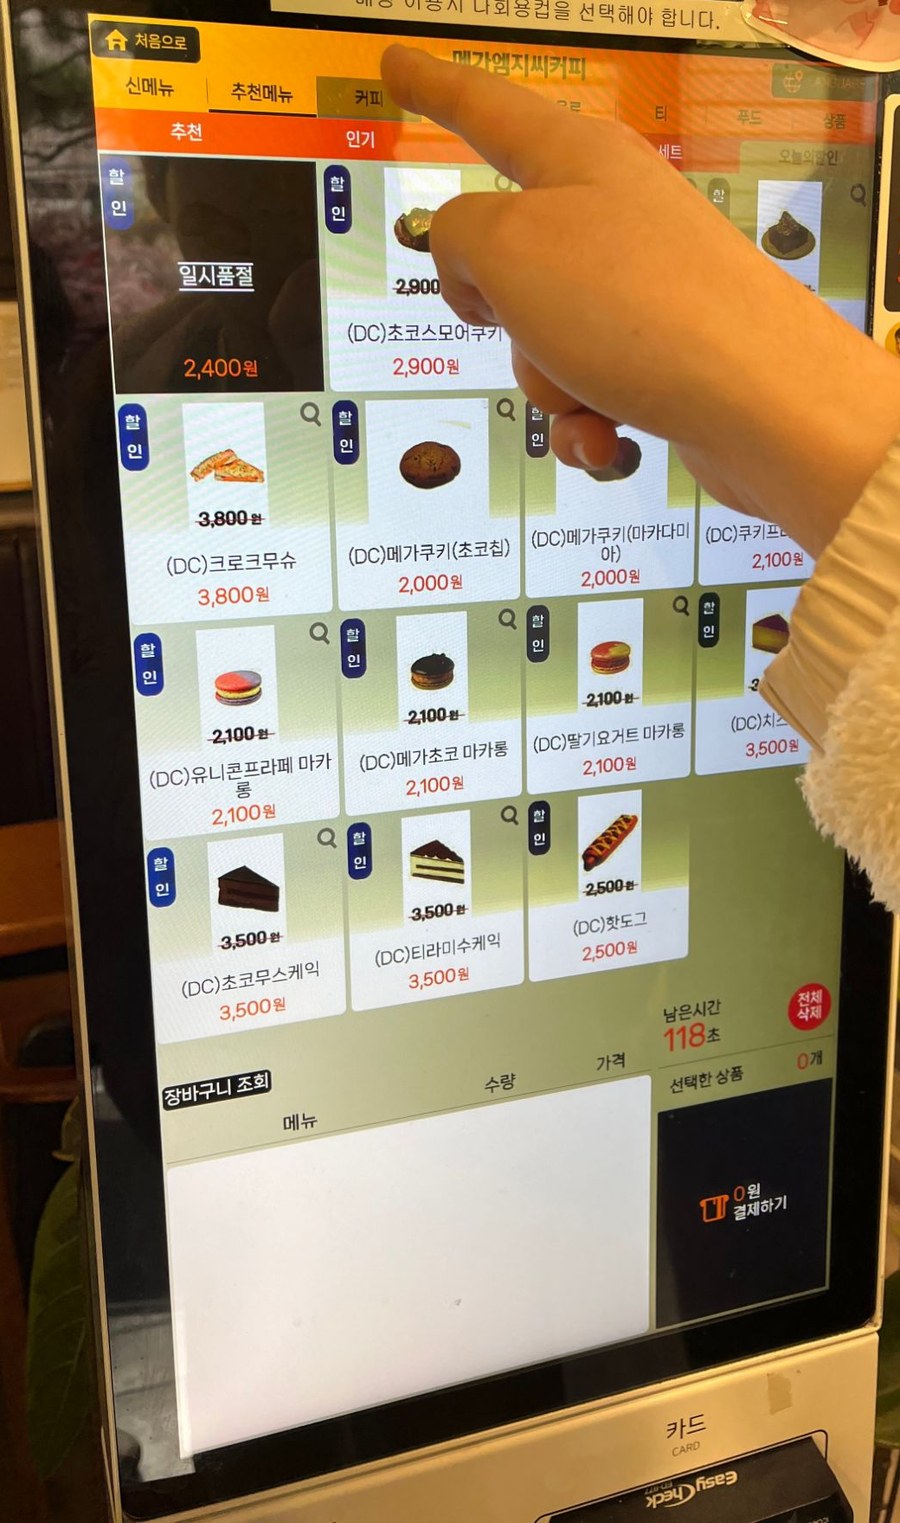 이용시 다회용컵을 선택해야 합니다.
처음으로
메가엠지씨커피
신메뉴
추천메뉴
커피
티
푸드
상품
추천
인기
세트
오늘의할인
할인
일시품절
2,400원
할인
2,900
(DC)초코스모어쿠키
2,900원
할
할인
3,800원
(DC)크로크무슈
3,800원
할인
(DC)메가쿠키(초코칩)
2,000원
할인
(DC)메가쿠키(마카다미
아)
2,000원
2,100원
할인
2,100원
(DC)유니콘프라페 마카
롱
2,100원
할인
2,100원
(DC)메가초코 마카롱
2,100원
할인
2,100원
(DC)딸기요거트 마카롱
2,100원
할인
3,500원
할인
3,500원
(DC)초코무스케익
3,500원
할인
3,500원
(DC)티라미수케익
3,500원
할인
2,500원
(DC)핫도그
2,500원
남은시간
118초
전체
삭제
장바구니 조회
메뉴
수량
가격
선택한 상품
0개
0원
결제하기
카드
CARD
EasyCheck